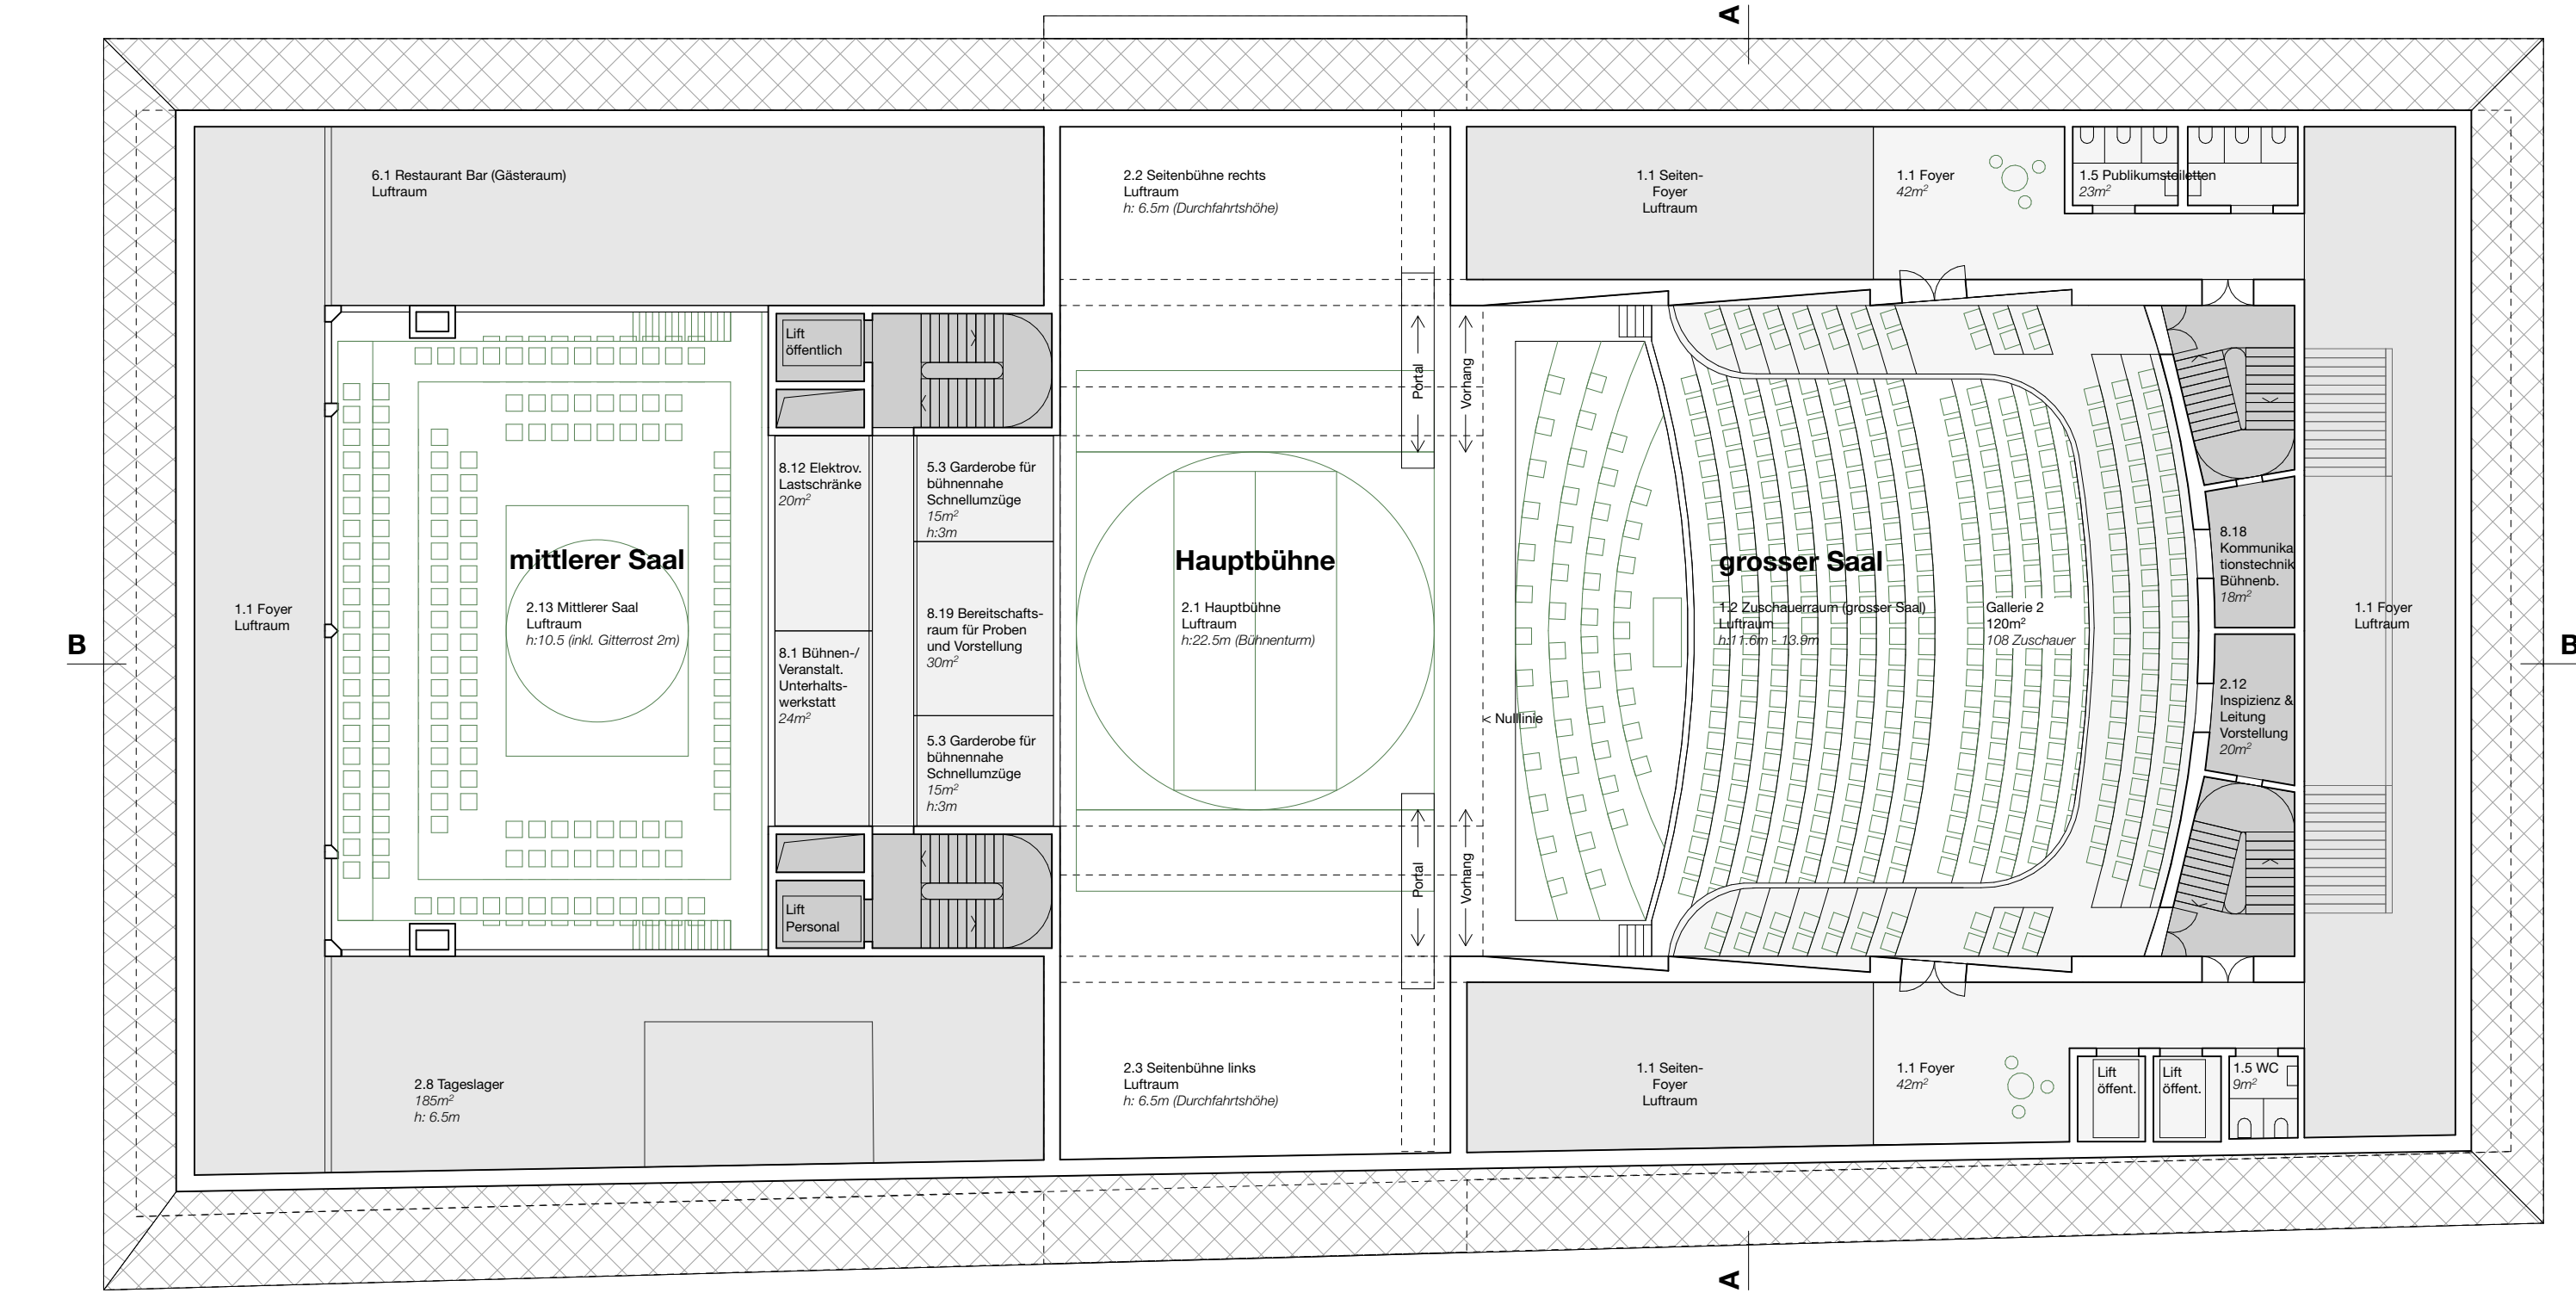 A
6.1 Restaurant Bar (Gästeraum)
Luftraum
2.2 Seitenbühne rechts
Luftraum
h: 6.5m (Durchfahrtshöhe)
1.1 Seiten-
Foyer
Luftraum
1.1 Foyer
42m²
1.5 Publikumstoiletten
23m²
Lift
öffentlich
Portal
Vorhang
8.12 Elektrov.
Lastschränke
20m²
5.3 Garderobe für
bühnennahe
Schnellumzüge
15m²
h:3m
mittlerer Saal
2.13 Mittlerer Saal
Luftraum
h:10.5 (inkl. Gitterrost 2m)
Hauptbühne
2.1 Hauptbühne
Luftraum
h:22.5m (Bühnenturm)
grosser Saal
1.2 Zuschauerraum (grosser Saal)
Luftraum
h:11.6m - 13.9m
Gallerie 2
120m²
108 Zuschauer
8.18
Kommunika
tionstechnik
Bühnenb.
18m²
1.1 Foyer
Luftraum
1.1 Foyer
Luftraum
B
B
8.19 Bereitschafts-
raum für Proben
und Vorstellung
30m²
8.1 Bühnen-/
Veranstalt.
Unterhalts-
werkstatt
24m²
2.12
Inspizienz &
Leitung
Vorstellung
20m²
< Nulllinie
5.3 Garderobe für
bühnennahe
Schnellumzüge
15m²
h:3m
Portal
Vorhang
Lift
Personal
2.8 Tageslager
185m²
h: 6.5m
2.3 Seitenbühne links
Luftraum
h: 6.5m (Durchfahrtshöhe)
1.1 Seiten-
Foyer
Luftraum
1.1 Foyer
42m²
Lift
öffent.
Lift
öffent.
1.5 WC
9m²
A